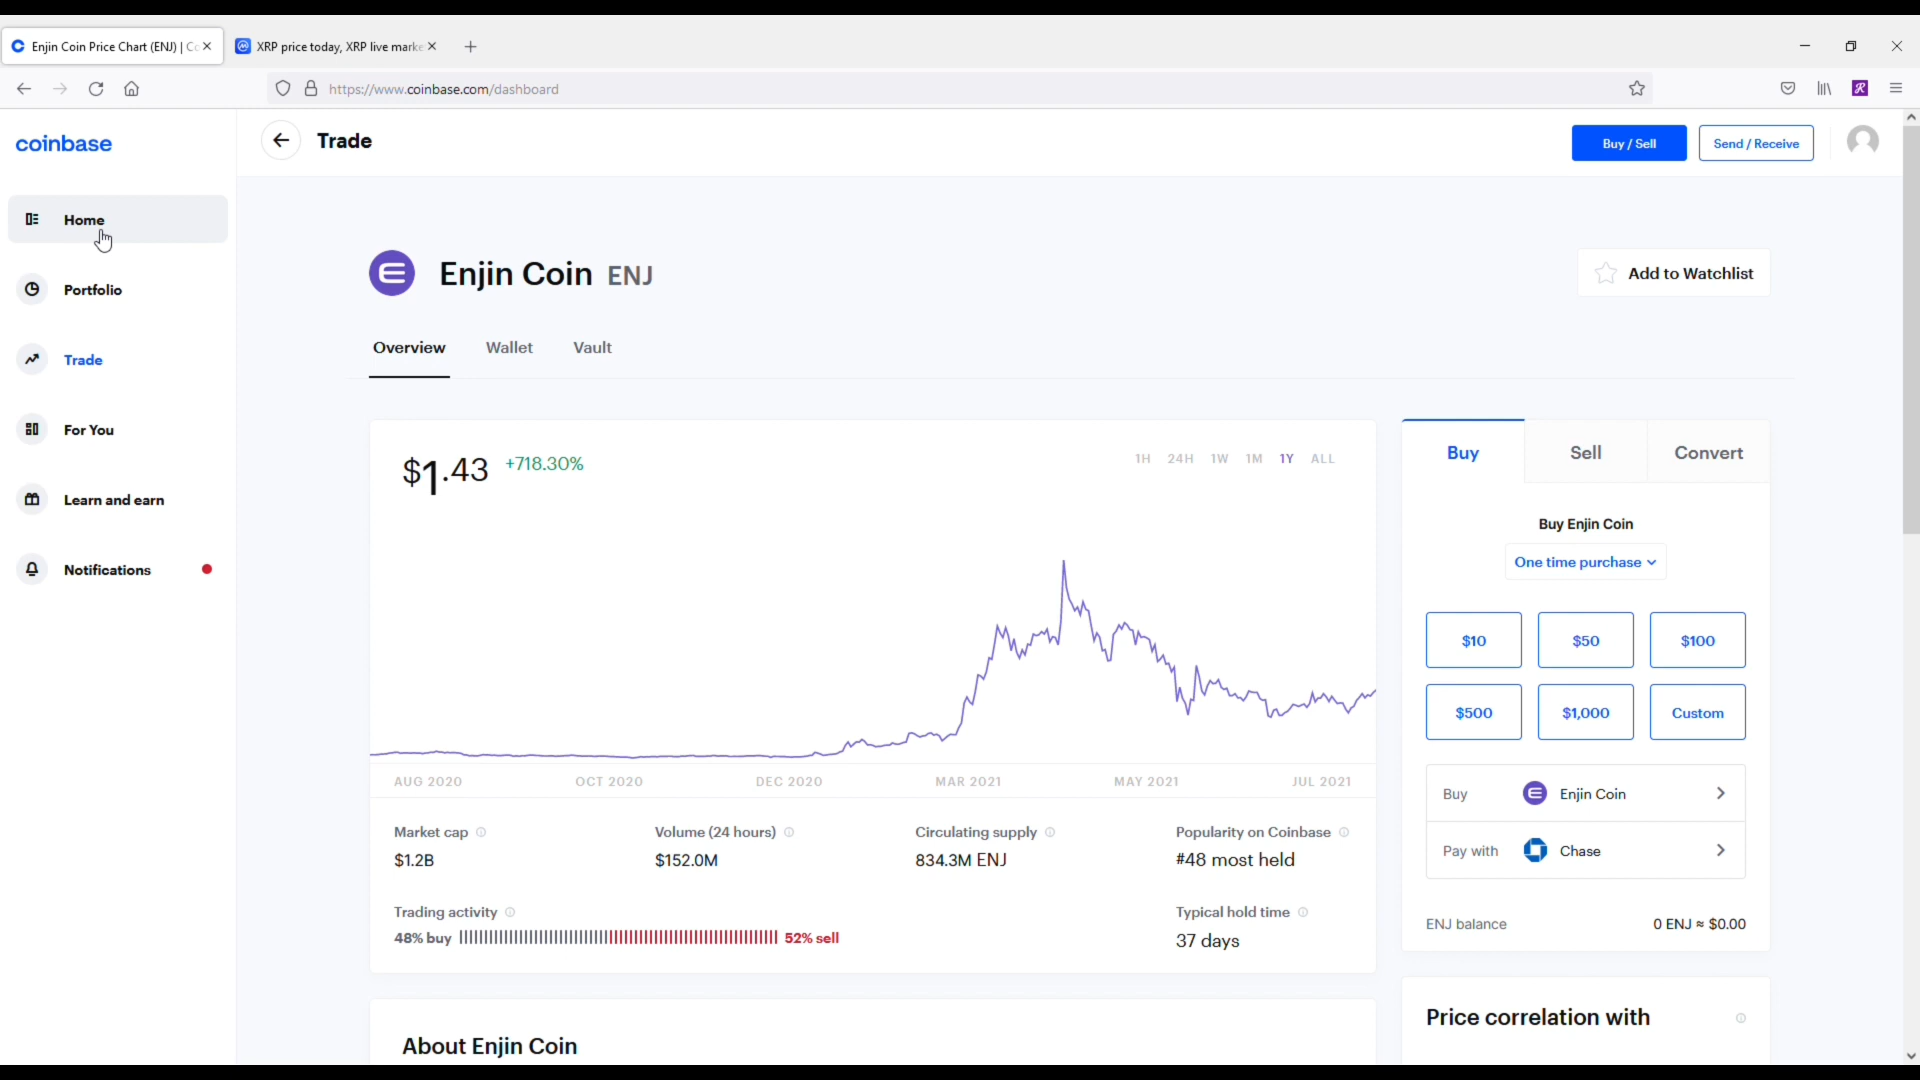 Enjin Coin Price Chart (ENJ) | Co
XRP price today, XRP live marke
https://www.coinbase.com/dashboard
coinbase
Trade
Buy / Sell
Send / Receive
Home
Portfolio
Trade
For You
Learn and earn
Notifications
Enjin Coin ENJ
Add to Watchlist
Overview Wallet Vault
$1.43 +718.30%
1H 24H 1W 1M 1Y ALL
AUG 2020 OCT 2020 DEC 2020 MAR 2021 MAY 2021 JUL 2021
Market cap
$1.2B
Volume (24 hours)
$152.0M
Circulating supply
834.3M ENJ
Popularity on Coinbase
#48 most held
Trading activity
48% buy 52% sell
Typical hold time
37 days
About Enjin Coin
Buy Sell Convert
Buy Enjin Coin
One time purchase
$10 $50 $100
$500 $1,000 Custom
Buy Enjin Coin
Pay with Chase
ENJ balance 0 ENJ ≈ $0.00
Price correlation with